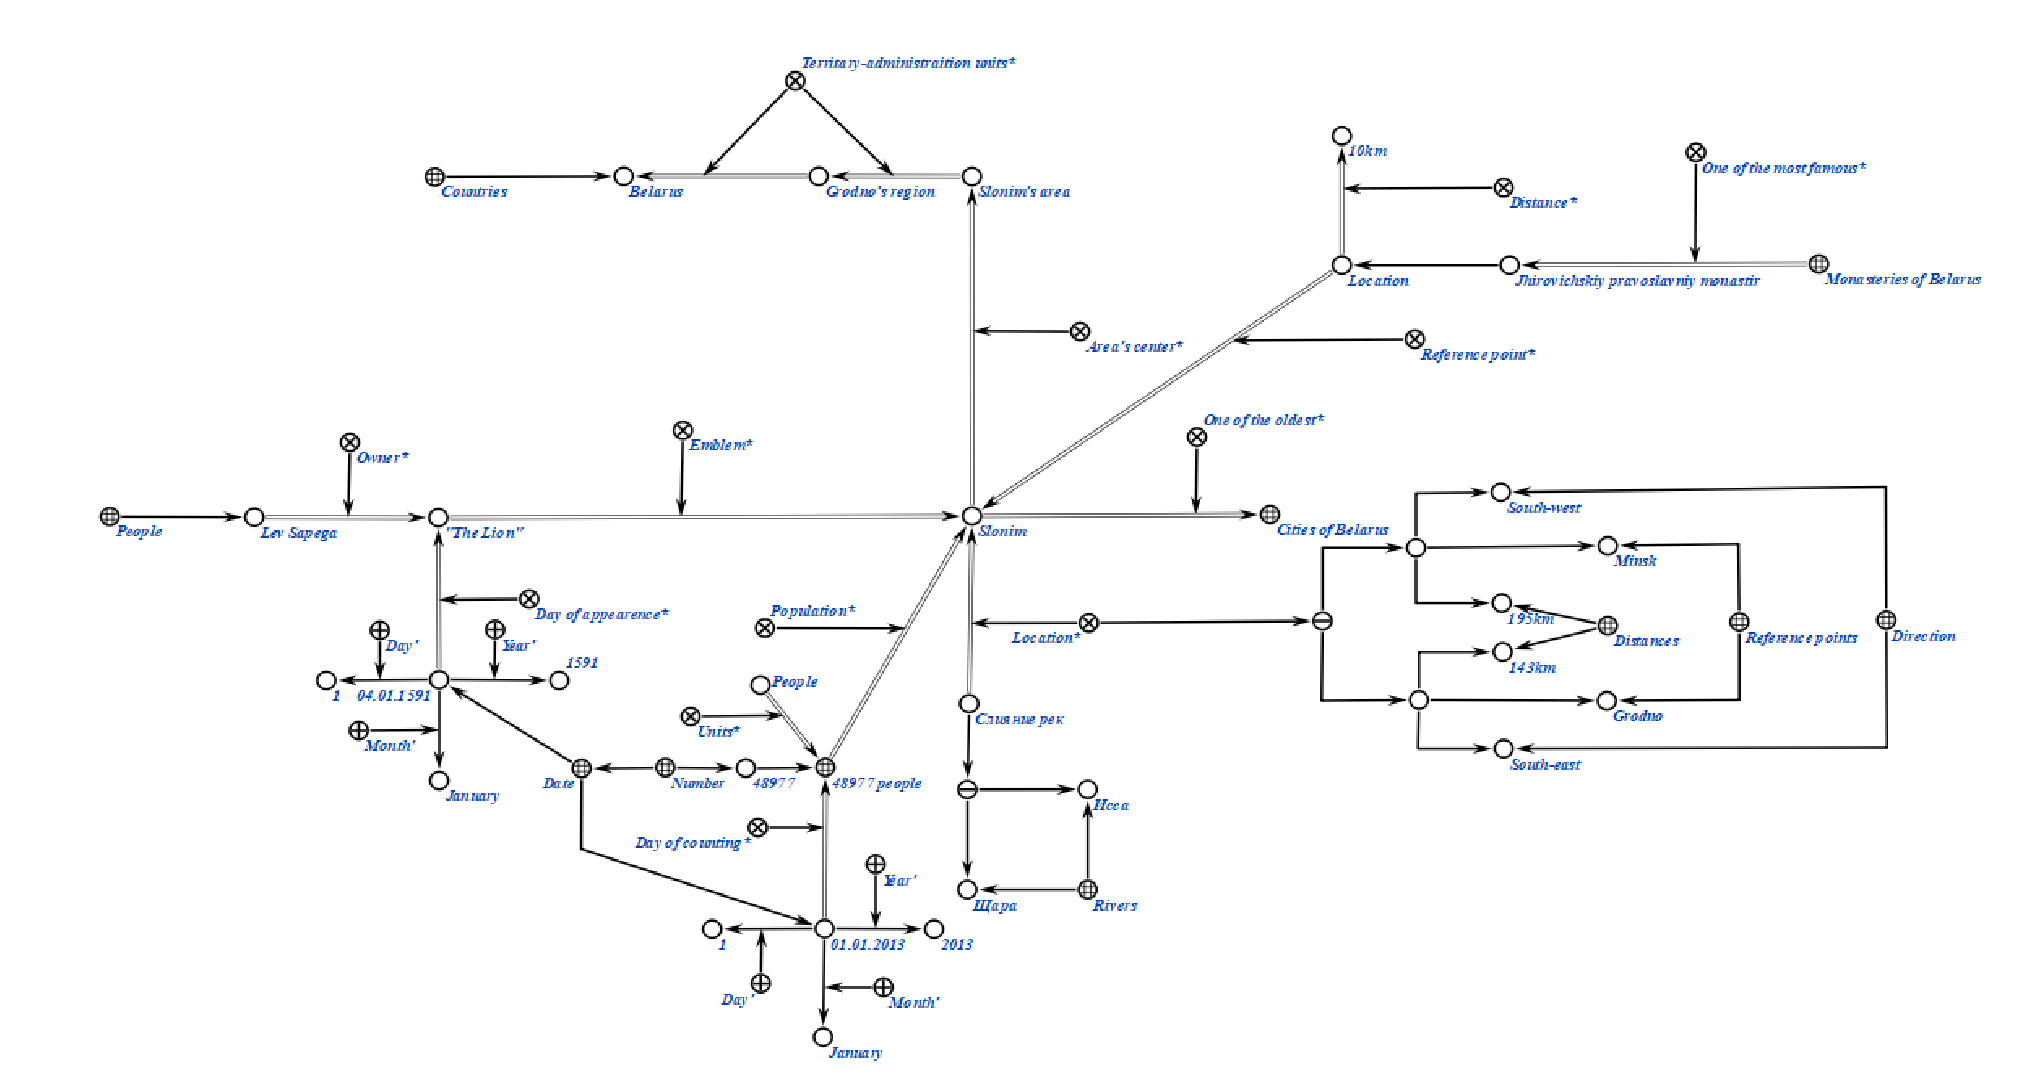 Territary-administraition units*
10km
One of the most famous*
Countries
Belarus
Grodno's region
Slonim's area
Distance*
Location
Jhirovichskiy pravoslavniy monastir
Monasteries of Belarus
Area's center*
Reference point*
One of the oldest*
Emblem*
Owner*
People
Lev Sapega
"The Lion"
Slonim
Cities of Belarus
South-west
Minsk
Day of appearence*
Population*
195km
Location*
Distances
Reference points
Direction
Day'
Year'
1591
143km
1
04.01.1591
People
Grodno
Units*
Слияние рек
Month'
South-east
Date
Number
48977
48977 people
January
Исса
Day of counting*
Year'
Щара
Rivers
1
01.01.2013
2013
Day'
Month'
January